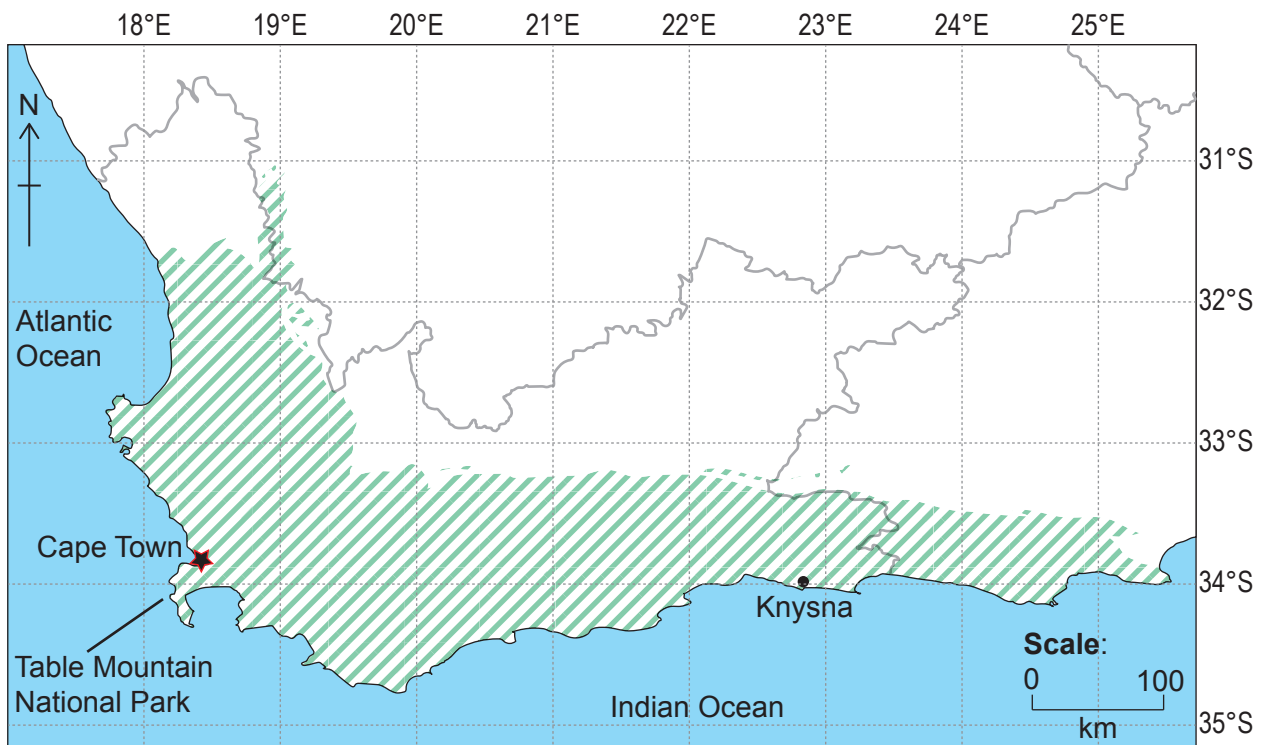 18°E 19°E 20°E 21°E 22°E 23°E 24°E 25°E
N
31°S
32°S
Atlantic
Ocean
33°S
Cape Town
34°S
Knysna
Table Mountain
National Park
Scale:
0 100
km
Indian Ocean
35°S